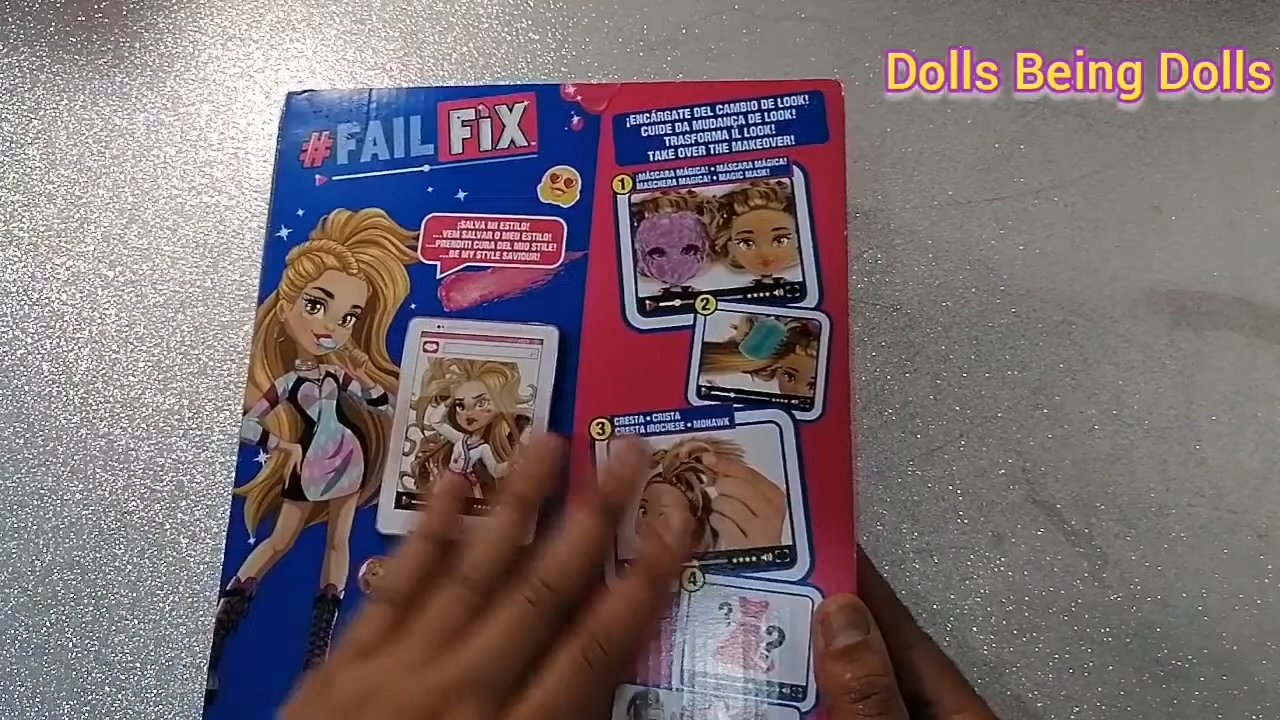 Dolls Being Dolls
#FAIL FIX
¡SALVA MI ESTILO!
...VEM SALVAR O MEU ESTILO!
...PRENDITI CURA DEL MIO STILE!
...BE MY STYLE SAVIOUR!
¡ENCÁRGATE DEL CAMBIO DE LOOK!
CUIDE DA MUDANÇA DE LOOK!
TRASFORMA IL LOOK!
TAKE OVER THE MAKEOVER!
1
¡MÁSCARA MÁGICA! • MÁSCARA MÁGICA!
MASCHERA MAGICA! • MAGIC MASK!
2
3
CRESTA • CRISTA
CRESTA IROCHESE • MOHAWK
4
? ?